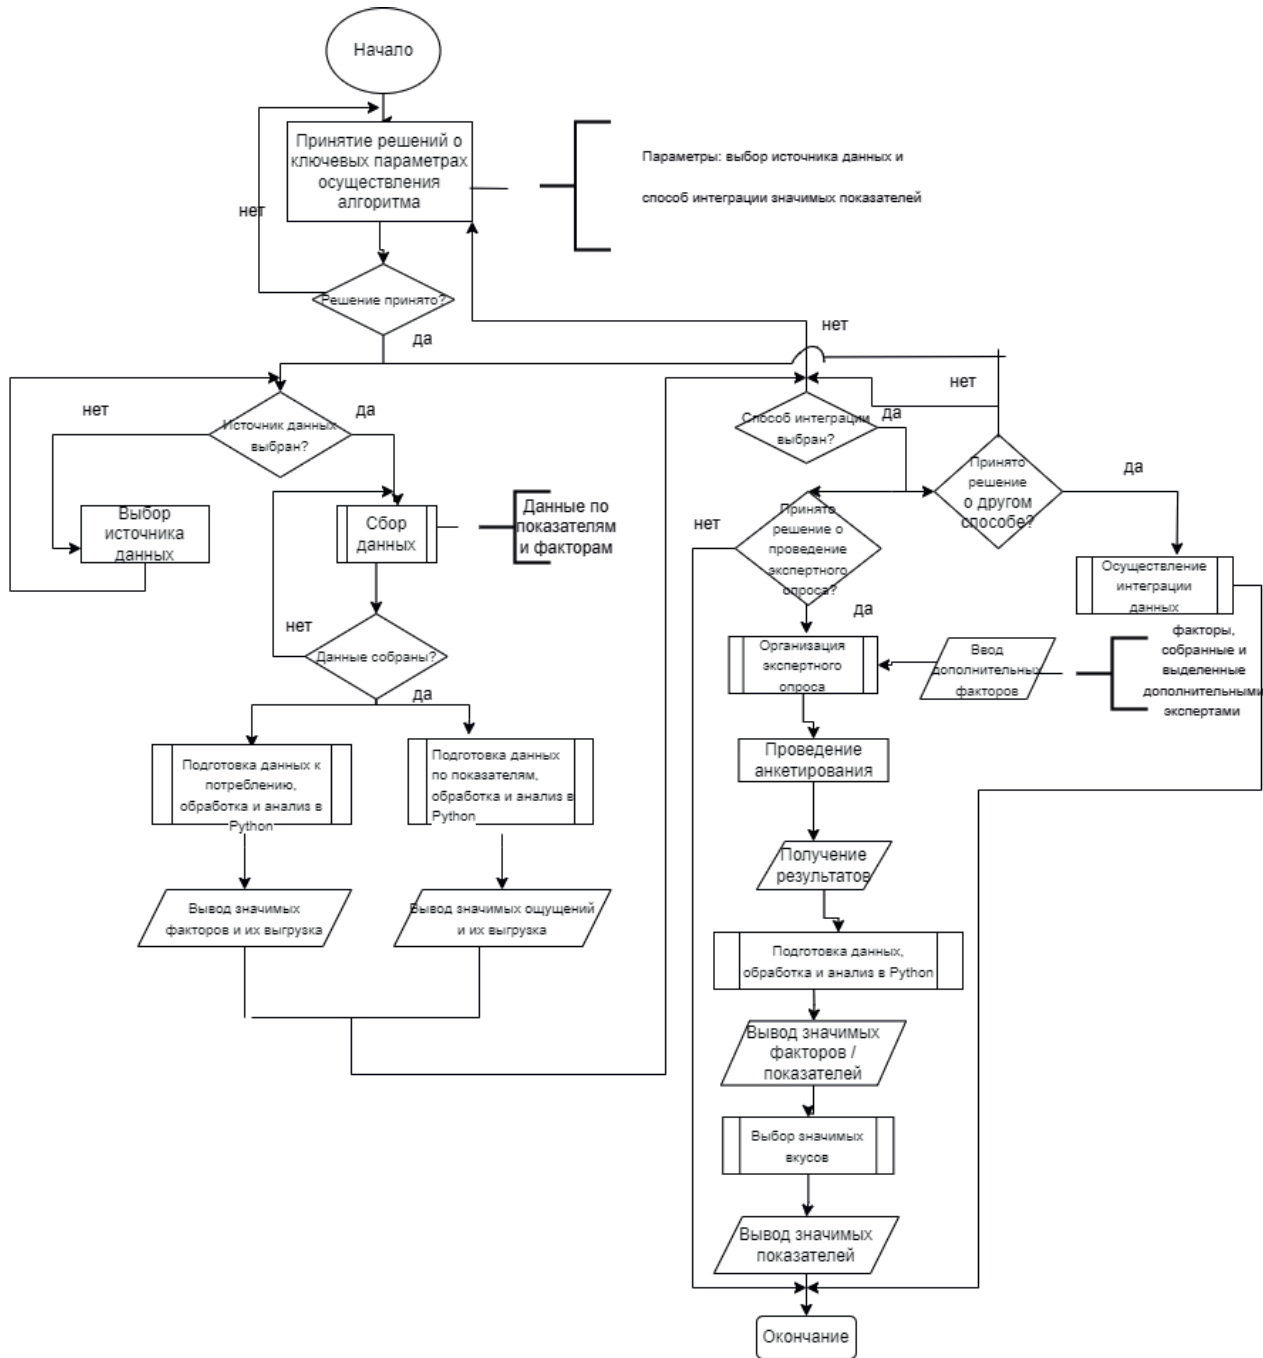 Начало
Принятие решений о
ключевых параметрах
осуществления
алгоритма
Параметры: выбор источника данных и
способ интеграции значимых показателей
нет
Решение принято?
да
нет
нет
нет
да
Источник данных
выбран?
Способ интеграции
выбран?
да
Принято
решение
о другом
способе?
да
Выбор
источника
данных
Сбор
данных
Данные по
показателям
и факторам
нет
Принято
решение о
проведение
экспертного
опроса?
да
Осуществление
интеграции
данных
нет
Данные собраны?
да
Организация
экспертного
опроса
Ввод
дополнительных
факторов
факторы,
собранные и
выделенные
дополнительными
экспертами
Подготовка данных к
потреблению,
обработка и анализ в
Python
Подготовка данных
по показателям,
обработка и анализ в
Python
Проведение
анкетирования
Получение
результатов
Вывод значимых
факторов и их выгрузка
Вывод значимых ощущений
и их выгрузка
Подготовка данных,
обработка и анализ в Python
Вывод значимых
факторов /
показателей
Выбор значимых
вкусов
Вывод значимых
показателей
Окончание